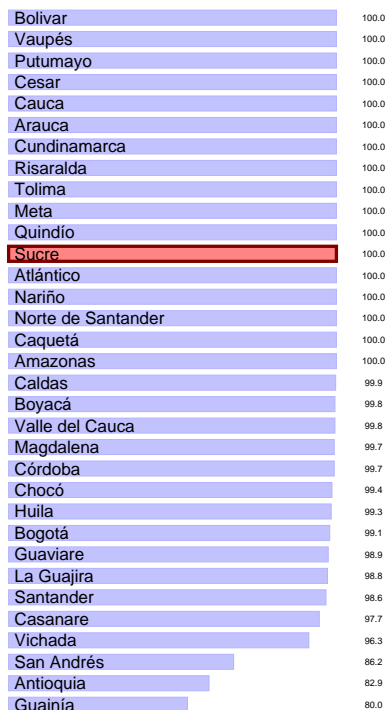 Bolivar 100.0
Vaupés 100.0
Putumayo 100.0
Cesar 100.0
Cauca 100.0
Arauca 100.0
Cundinamarca 100.0
Risaralda 100.0
Tolima 100.0
Meta 100.0
Quindío 100.0
Sucre 100.0
Atlántico 100.0
Nariño 100.0
Norte de Santander 100.0
Caquetá 100.0
Amazonas 100.0
Caldas 99.9
Boyacá 99.8
Valle del Cauca 99.8
Magdalena 99.7
Córdoba 99.7
Chocó 99.4
Huila 99.3
Bogotá 99.1
Guaviare 98.9
La Guajira 98.8
Santander 98.6
Casanare 97.7
Vichada 96.3
San Andrés 86.2
Antioquia 82.9
Guainía 80.0